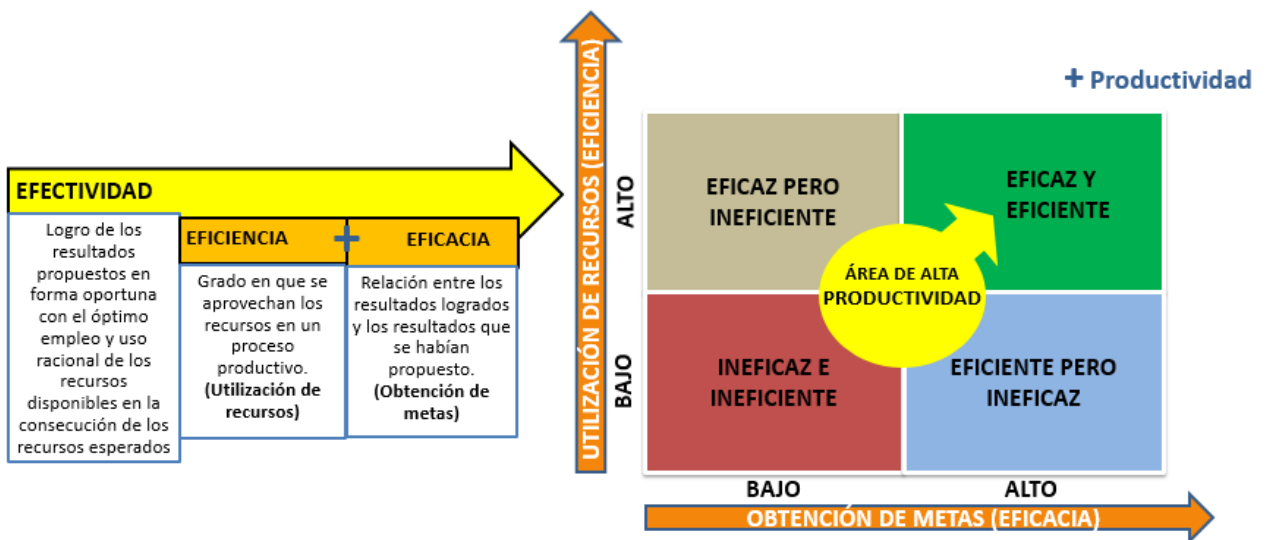 EFECTIVIDAD
Logro de los
resultados
propuestos en
forma oportuna
con el óptimo
empleo y uso
racional de los
recursos
disponibles en la
consecución de los
recursos esperados
EFICIENCIA
+
EFICACIA
Grado en que se
aprovechan los
recursos en un
proceso
productivo.
(Utilización de
recursos)
Relación entre los
resultados logrados
y los resultados que
se habían
propuesto.
(Obtención de
metas)
UTILIZACIÓN DE RECURSOS (EFICIENCIA)
ALTO
BAJO
+ Productividad
EFICAZ PERO
INEFICIENTE
EFICAZ Y
EFICIENTE
ÁREA DE ALTA
PRODUCTIVIDAD
INEFICAZ E
INEFICIENTE
EFICIENTE PERO
INEFICAZ
BAJO
ALTO
OBTENCIÓN DE METAS (EFICACIA)